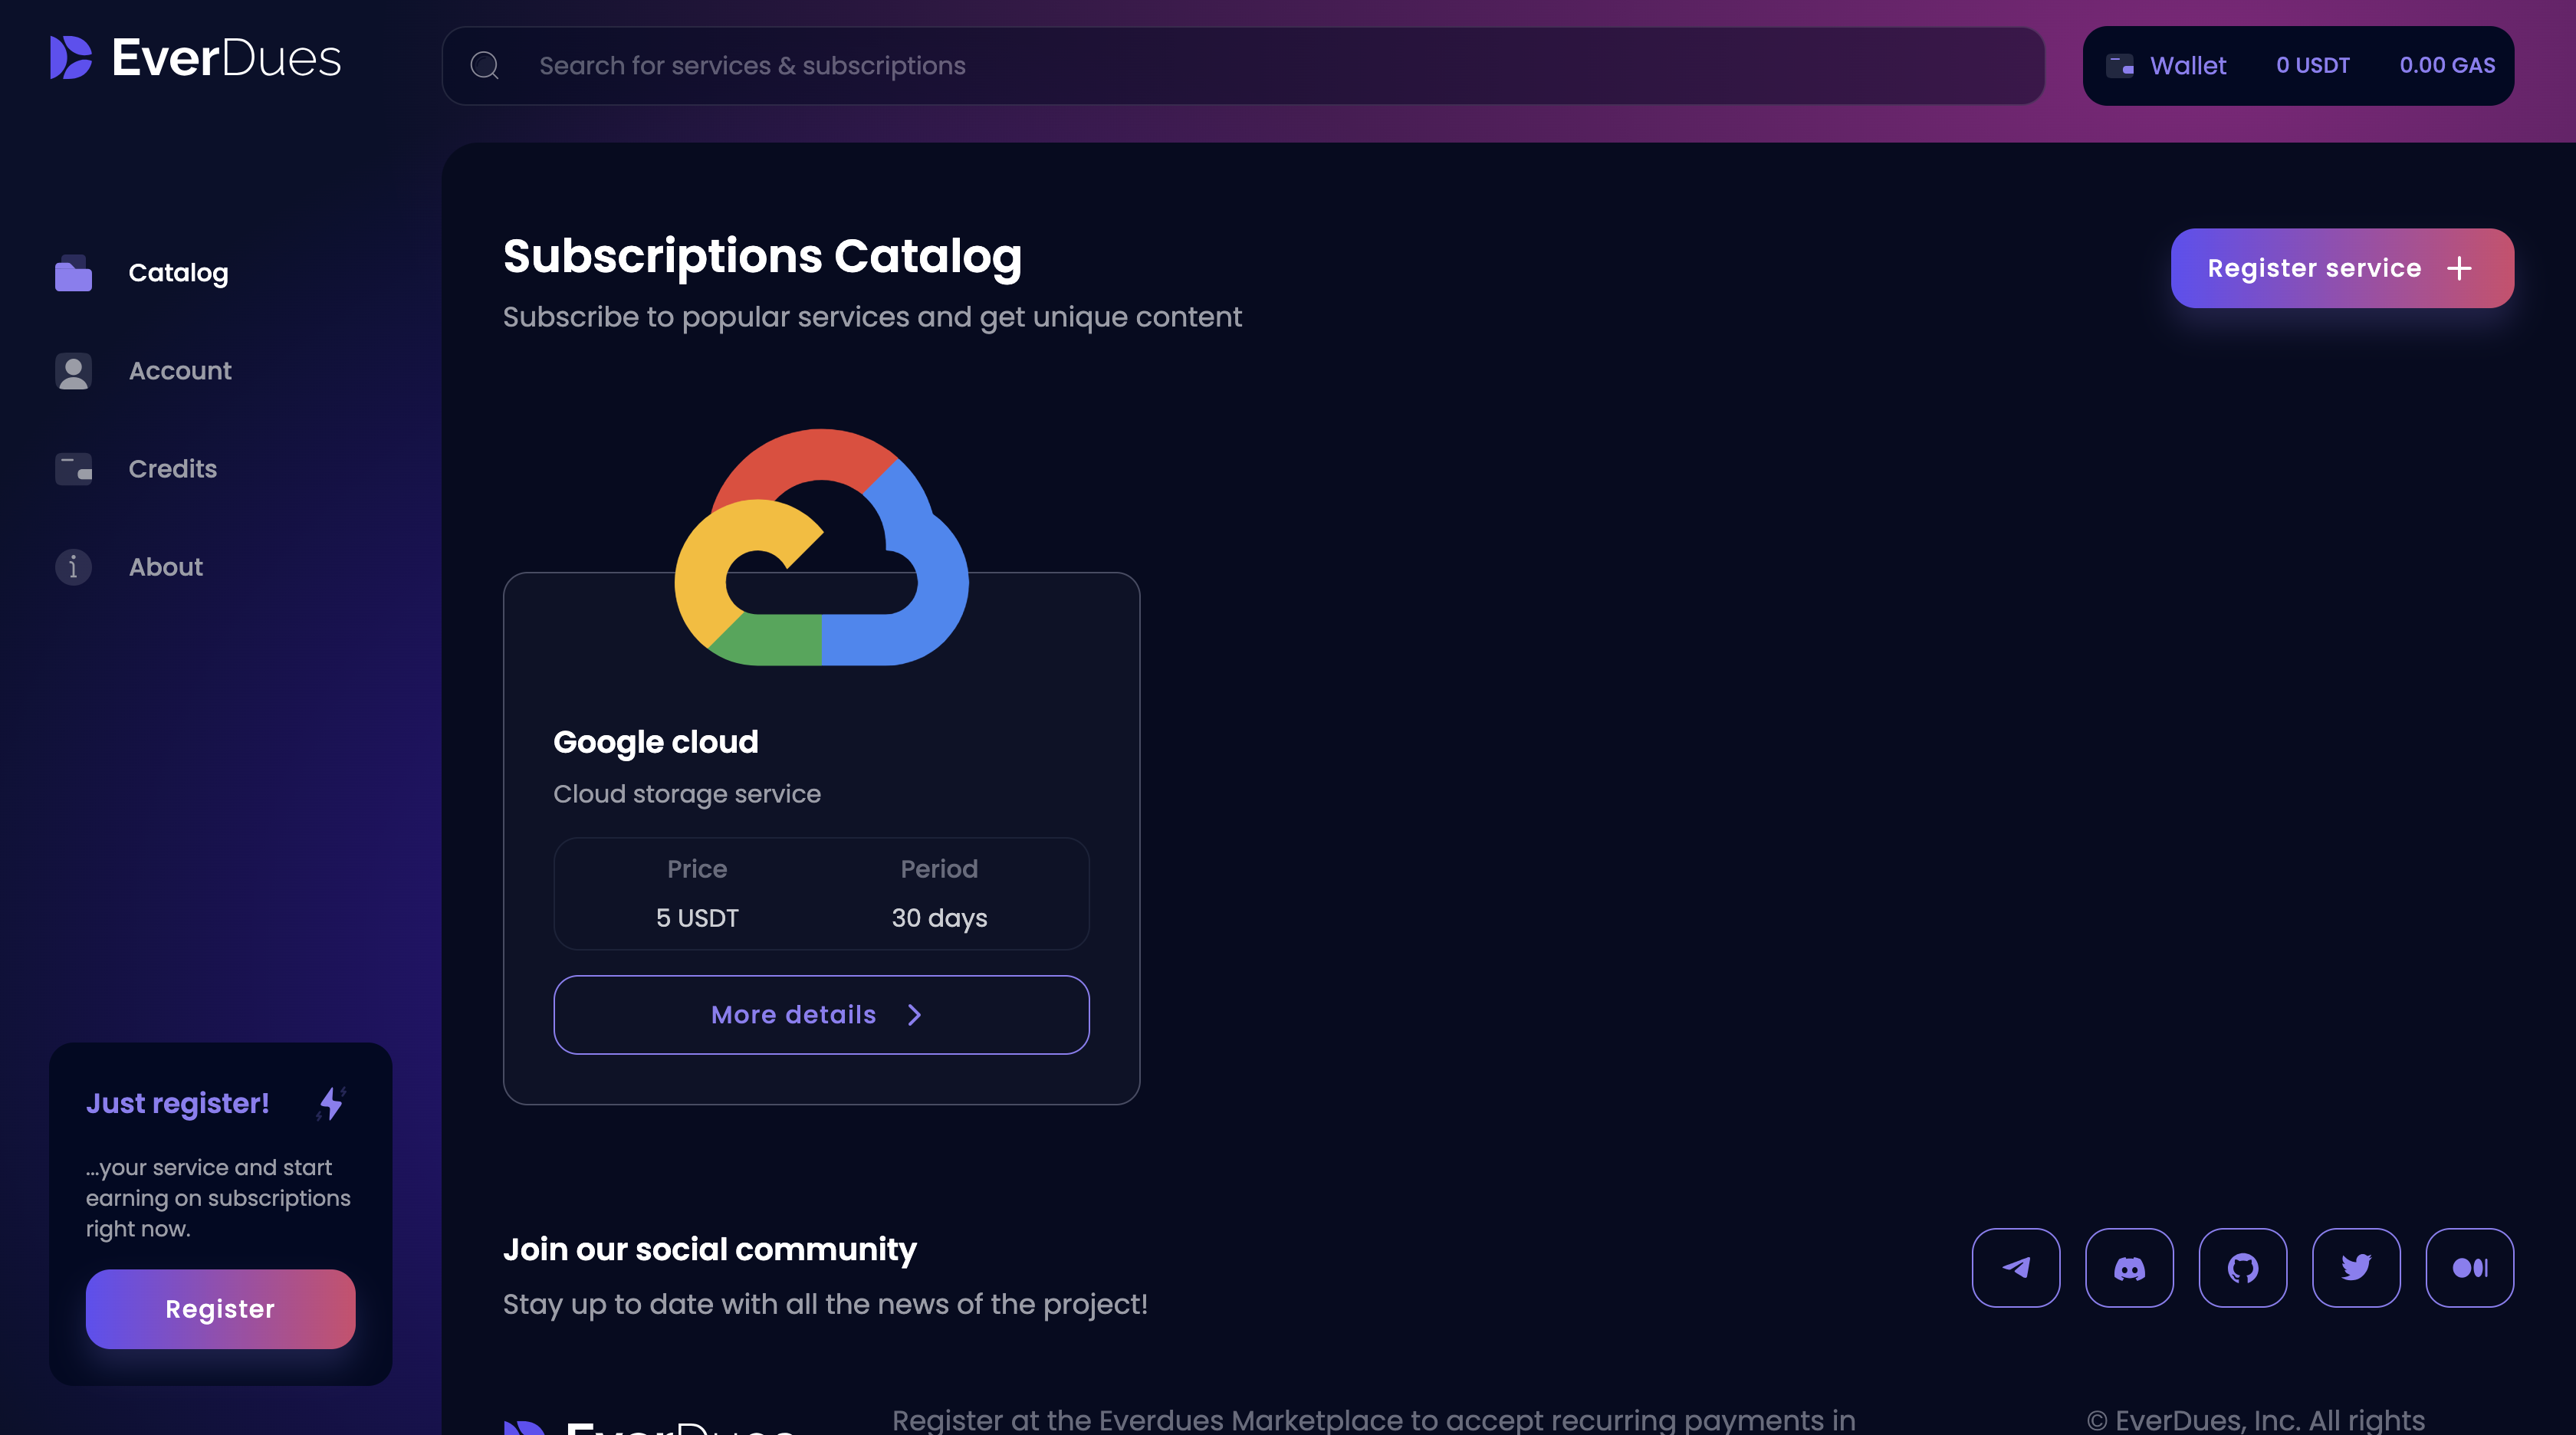 EverDues
Search for services & subscriptions
Wallet 0 USDT 0.00 GAS
Catalog
Account
Credits
About
Just register!
...your service and start
earning on subscriptions
right now.
Register
Subscriptions Catalog
Subscribe to popular services and get unique content
Register service
Google cloud
Cloud storage service
Price Period
5 USDT 30 days
More details
Join our social community
Stay up to date with all the news of the project!
EverDues
Register at the Everdues Marketplace to accept recurring payments in
© EverDues, Inc. All rights